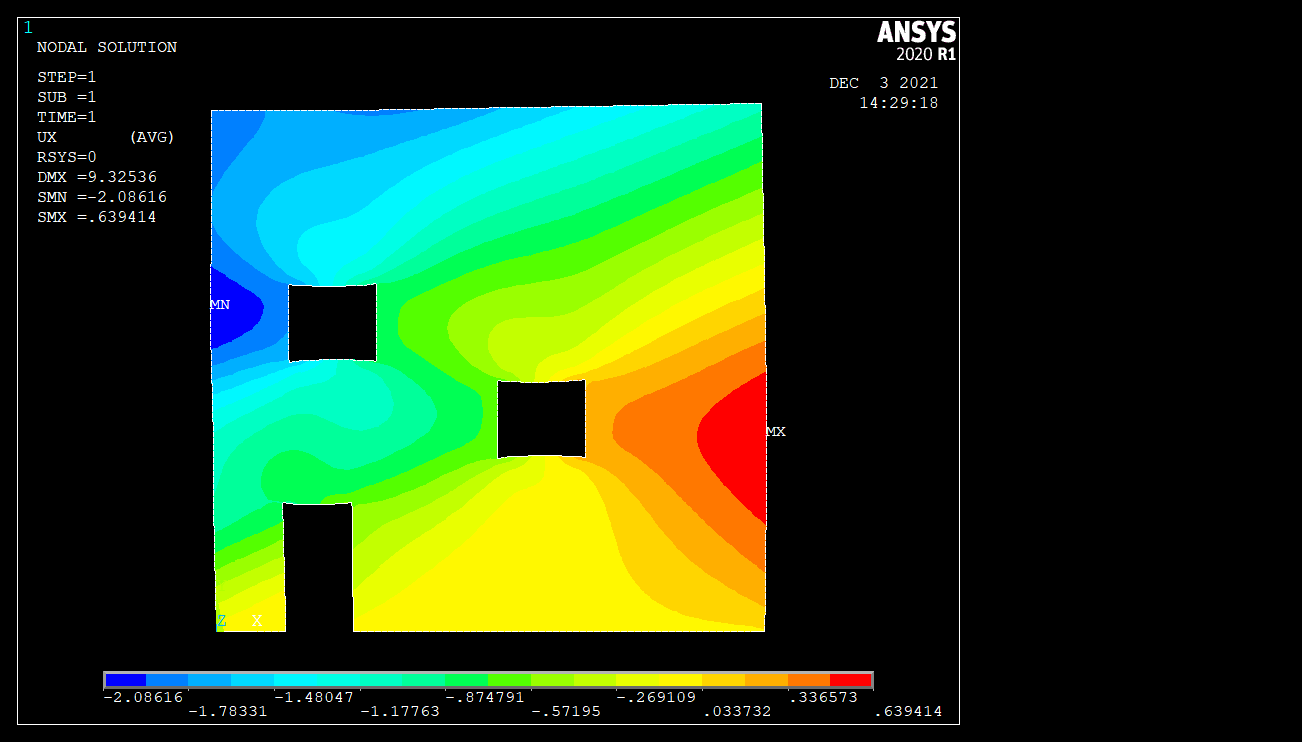 1
ANSYS
2020 R1
NODAL SOLUTION
STEP=1
SUB =1
TIME=1
UX (AVG)
RSYS=0
DMX =9.32536
SMN =-2.08616
SMX =.639414
DEC 3 2021
14:29:18
MN
MX
Z X
-2.08616 -1.48047 -.874791 -.269109 .336573
-1.78331 -1.17763 -.57195 .033732 .639414